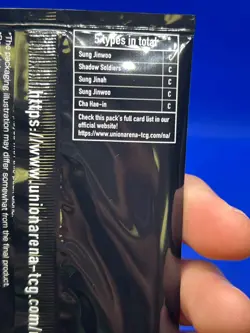 5 types in total
Sung Jinwoo C
Shadow Soldiers C
Sung Jinah C
Sung Jinwoo C
Cha Hae-in C
Check this pack's full card list in our
official website!
https://www.unionarena-tcg.com/na/
https://www.unionarena-tcg.com/
*The packaging illustration
may differ somewhat from the final product.